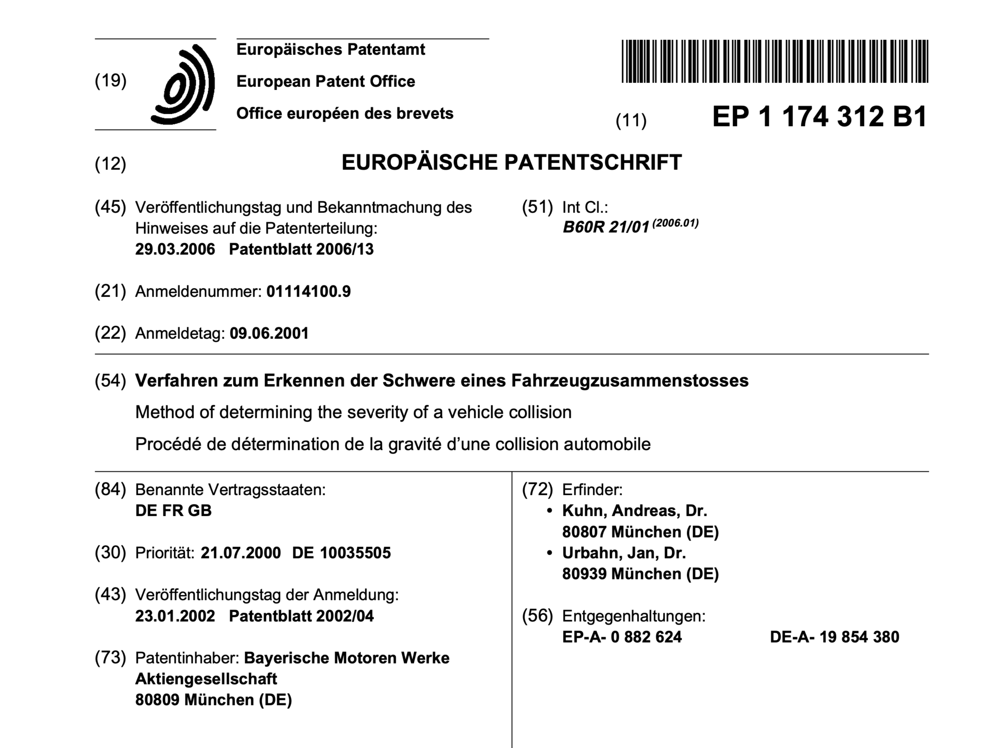 (19)
Europäisches Patentamt
European Patent Office
Office européen des brevets
(11) EP 1 174 312 B1
(12) EUROPÄISCHE PATENTSCHRIFT
(45) Veröffentlichungstag und Bekanntmachung des
Hinweises auf die Patenterteilung:
29.03.2006 Patentblatt 2006/13
(21) Anmeldenummer: 01114100.9
(22) Anmeldetag: 09.06.2001
(51) Int Cl.:
B60R 21/01 (2006.01)
(54) Verfahren zum Erkennen der Schwere eines Fahrzeugzusammenstosses
Method of determining the severity of a vehicle collision
Procédé de détermination de la gravité d'une collision automobile
(84) Benannte Vertragsstaaten:
DE FR GB
(30) Priorität: 21.07.2000 DE 10035505
(43) Veröffentlichungstag der Anmeldung:
23.01.2002 Patentblatt 2002/04
(73) Patentinhaber: Bayerische Motoren Werke
Aktiengesellschaft
80809 München (DE)
(72) Erfinder:
• Kuhn, Andreas, Dr.
80807 München (DE)
• Urbahn, Jan, Dr.
80939 München (DE)
(56) Entgegenhaltungen:
EP-A- 0 882 624 DE-A- 19 854 380